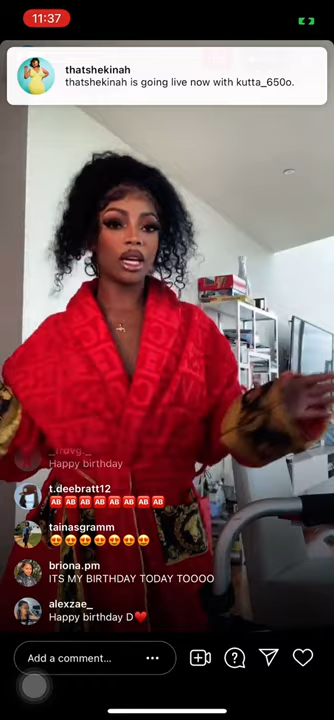 11:37
thatshekinah
thatshekinah is going live now with kutta_650o.
Happy birthday
t.deebratt12
🆎🆎🆎🆎🆎🆎🆎🆎
tainasgramm
😍😍😍😍😍😍😍
briona.pm
ITS MY BIRTHDAY TODAY TOOOO
alexzae_
Happy birthday D❤️
Add a comment...